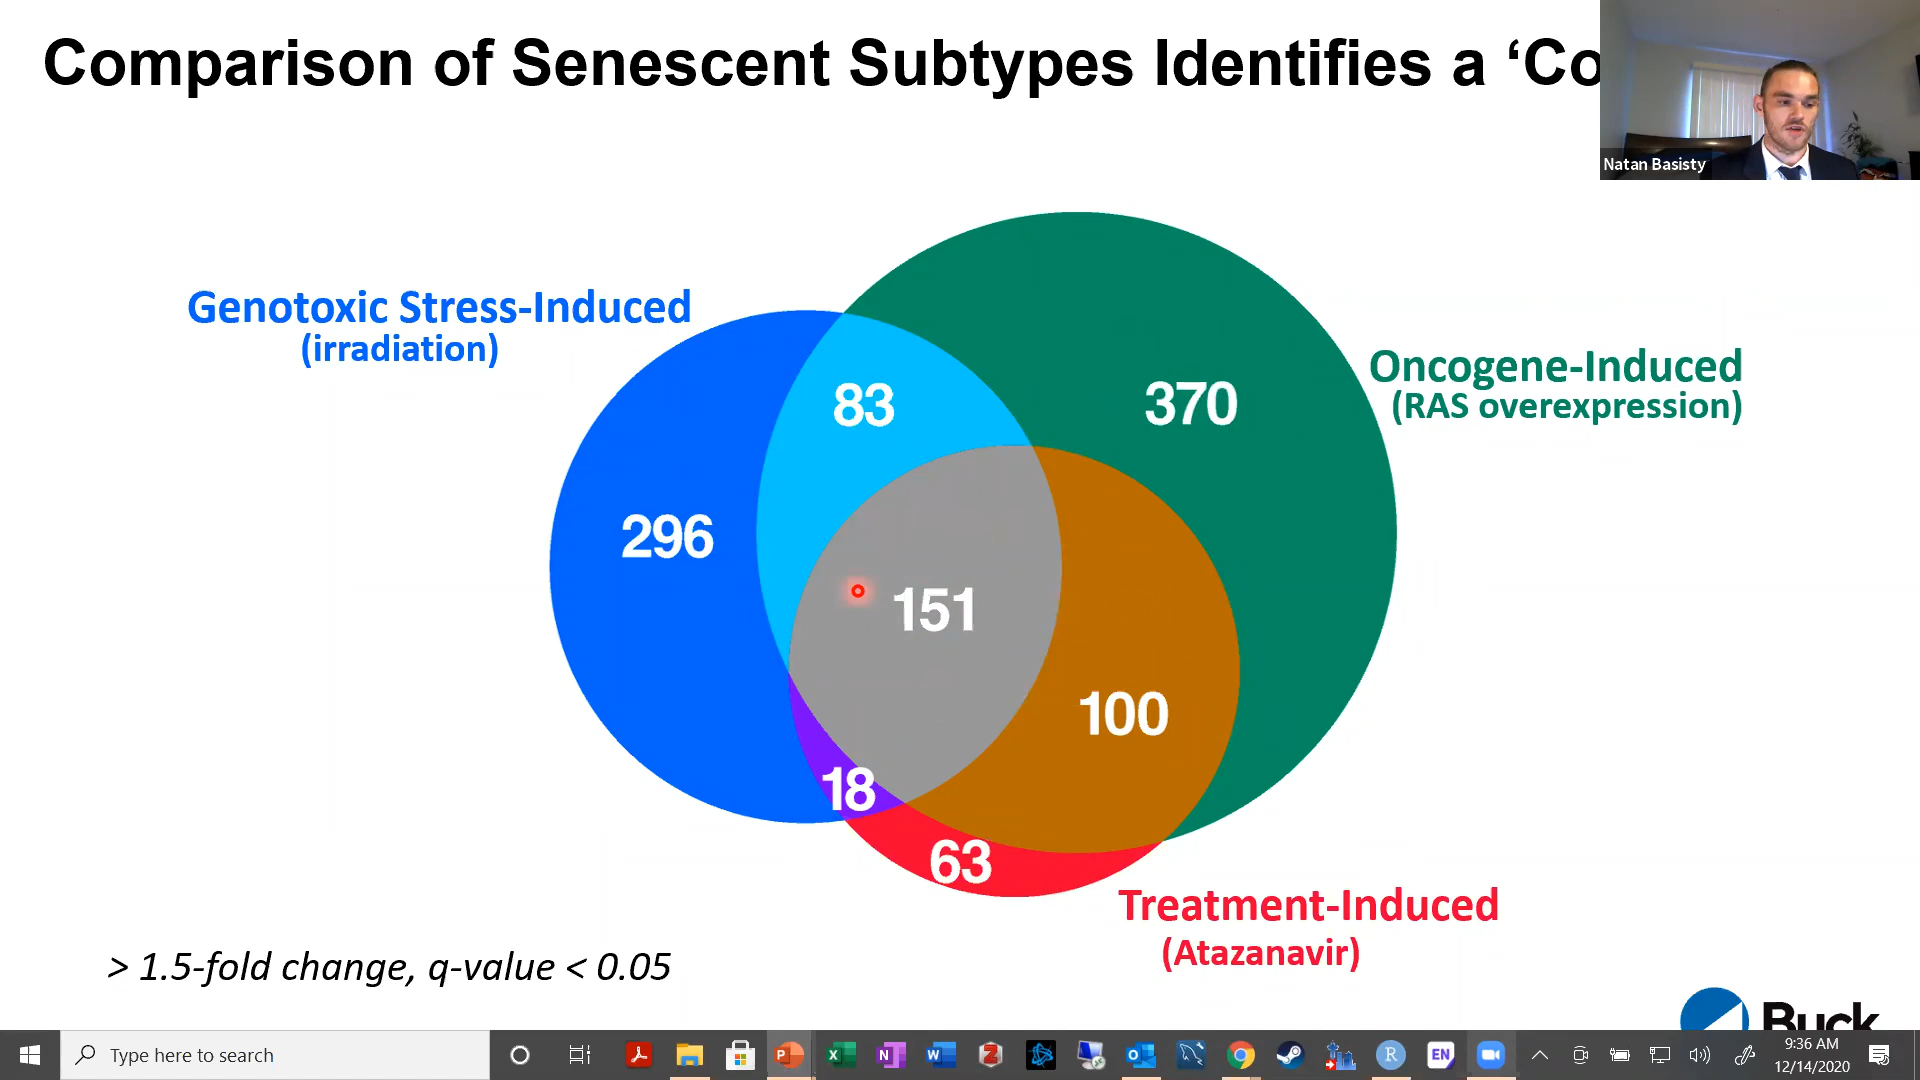 Comparison of Senescent Subtypes Identifies a ‘Co
Natan Basisty
Genotoxic Stress-Induced
(irradiation)
Oncogene-Induced
(RAS overexpression)
83
370
296
151
100
18
63
Treatment-Induced
(Atazanavir)
> 1.5-fold change, q-value < 0.05
Buck
Type here to search
EN
9:36 AM
12/14/2020